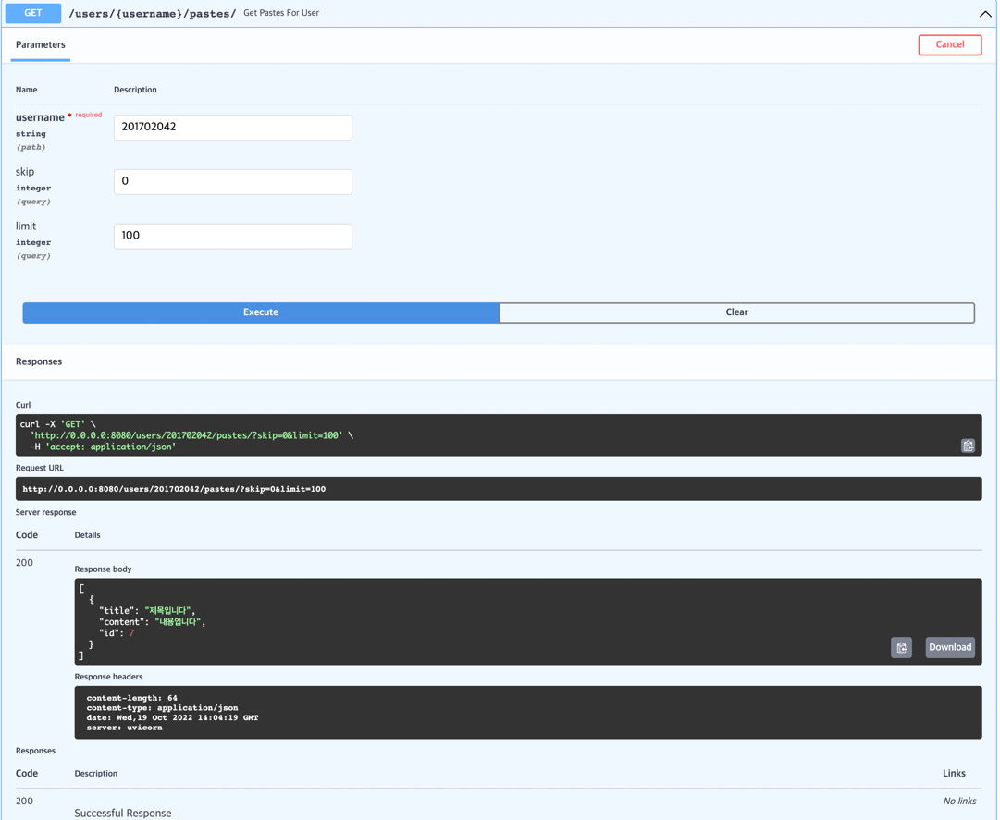 GET /users/{username}/pastes/ Get Pastes For User
Parameters
Cancel
Name Description
username * required
string
(path)
201702042
skip
integer
(query)
0
limit
integer
(query)
100
Execute Clear
Responses
Curl
curl -X 'GET' \
'http://0.0.0.0:8080/users/201702042/pastes/?skip=0&limit=100' \
-H 'accept: application/json'
Request URL
http://0.0.0.0:8080/users/201702042/pastes/?skip=0&limit=100
Server response
Code Details
200
Response body
[
{
"title": "제목입니다",
"content": "내용입니다",
"id": 7
}
]
Download
Response headers
content-length: 64
content-type: application/json
date: Wed,19 Oct 2022 14:04:19 GMT
server: uvicorn
Responses
Code Description Links
200 No links
Successful Response